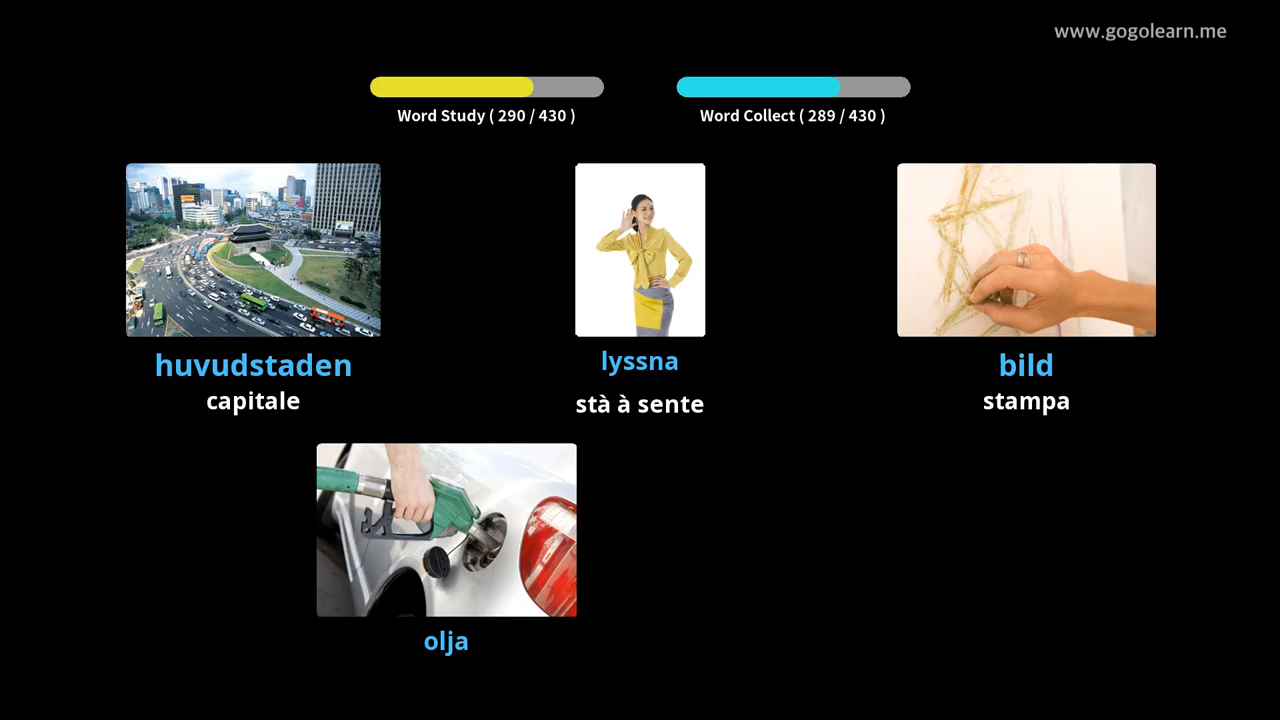 www.gogolearn.me
Word Study ( 290 / 430 )
Word Collect ( 289 / 430 )
huvudstaden
capitale
lyssna
stà à sente
bild
stampa
olja